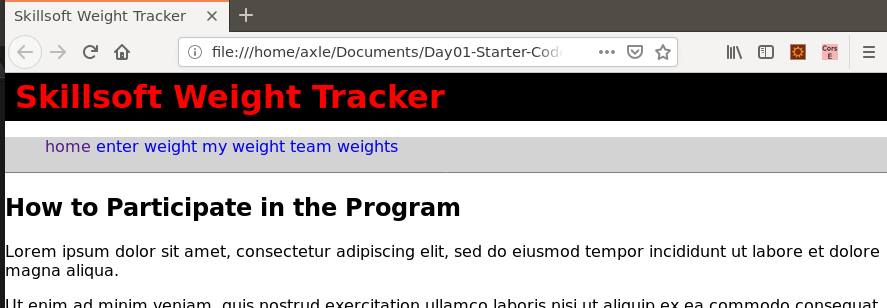 Skillsoft Weight Tracker
file:///home/axle/Documents/Day01-Starter-Cod
Cors
E
Skillsoft Weight Tracker
home enter weight my weight team weights
How to Participate in the Program
Lorem ipsum dolor sit amet, consectetur adipiscing elit, sed do eiusmod tempor incididunt ut labore et dolore
magna aliqua.
Ut enim ad minim veniam, quis nostrud exercitation ullamco laboris nisi ut aliquip ex ea commodo consequat